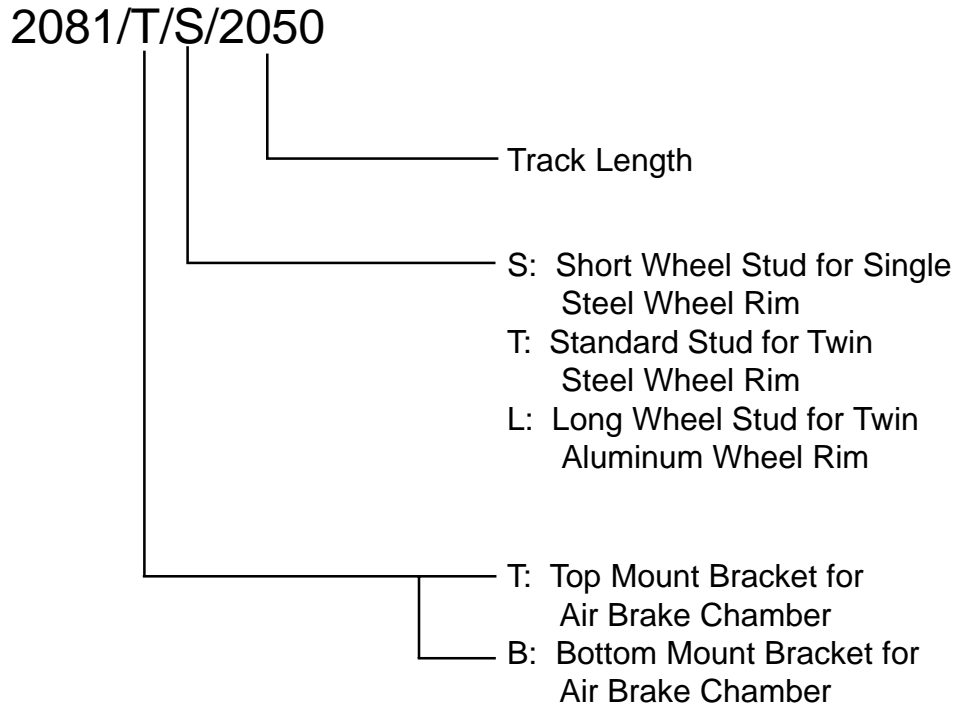 2081/T/S/2050
Track Length
S: Short Wheel Stud for Single
Steel Wheel Rim
T: Standard Stud for Twin
Steel Wheel Rim
L: Long Wheel Stud for Twin
Aluminum Wheel Rim
T: Top Mount Bracket for
Air Brake Chamber
B: Bottom Mount Bracket for
Air Brake Chamber